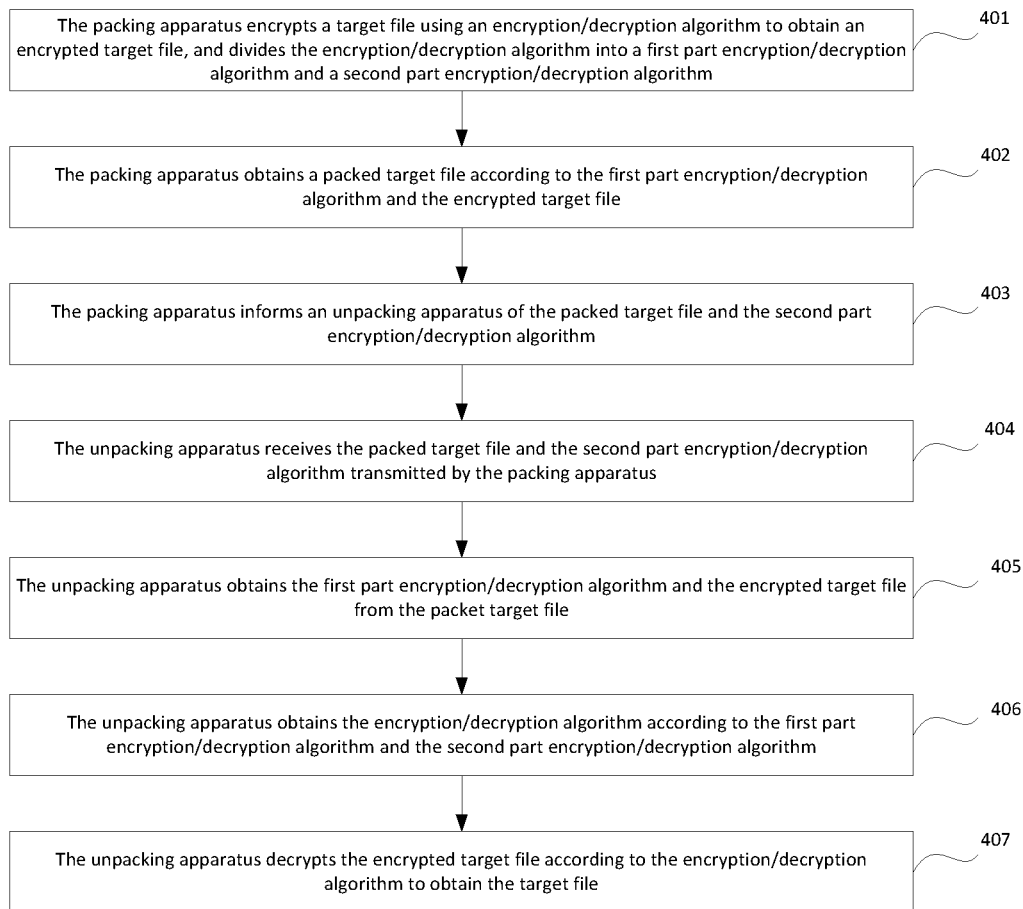 The packing apparatus encrypts a target file using an encryption/decryption algorithm to obtain an
encrypted target file, and divides the encryption/decryption algorithm into a first part encryption/decryption
algorithm and a second part encryption/decryption algorithm
401
The packing apparatus obtains a packed target file according to the first part encryption/decryption
algorithm and the encrypted target file
402
The packing apparatus informs an unpacking apparatus of the packed target file and the second part
encryption/decryption algorithm
403
The unpacking apparatus receives the packed target file and the second part encryption/decryption
algorithm transmitted by the packing apparatus
404
The unpacking apparatus obtains the first part encryption/decryption algorithm and the encrypted target file
from the packet target file
405
The unpacking apparatus obtains the encryption/decryption algorithm according to the first part
encryption/decryption algorithm and the second part encryption/decryption algorithm
406
The unpacking apparatus decrypts the encrypted target file according to the encryption/decryption
algorithm to obtain the target file
407